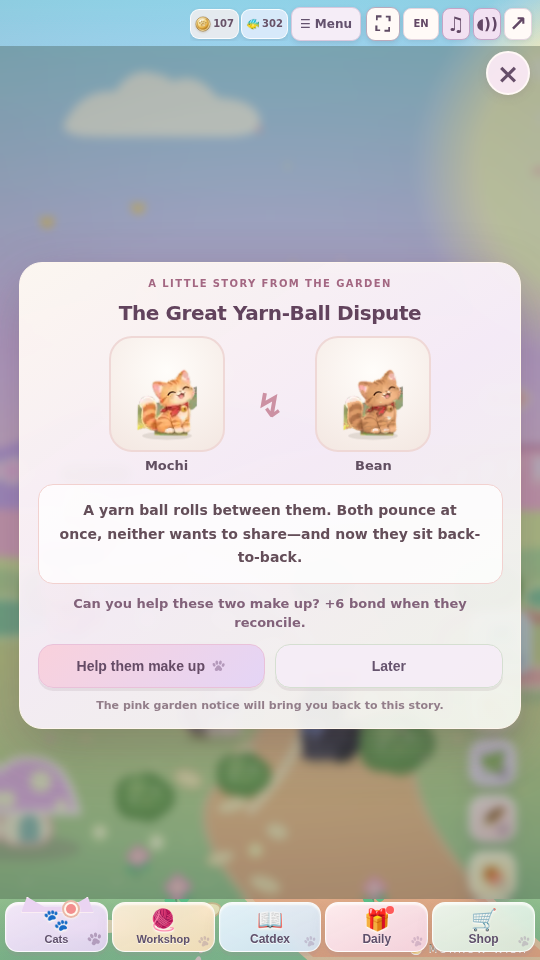 107
302
☰ Menu
EN
A LITTLE STORY FROM THE GARDEN
The Great Yarn-Ball Dispute
Mochi
Bean
A yarn ball rolls between them. Both pounce at
once, neither wants to share—and now they sit back-
to-back.
Can you help these two make up? +6 bond when they
reconcile.
Help them make up
Later
The pink garden notice will bring you back to this story.
Cats
Workshop
Catdex
Daily
Shop